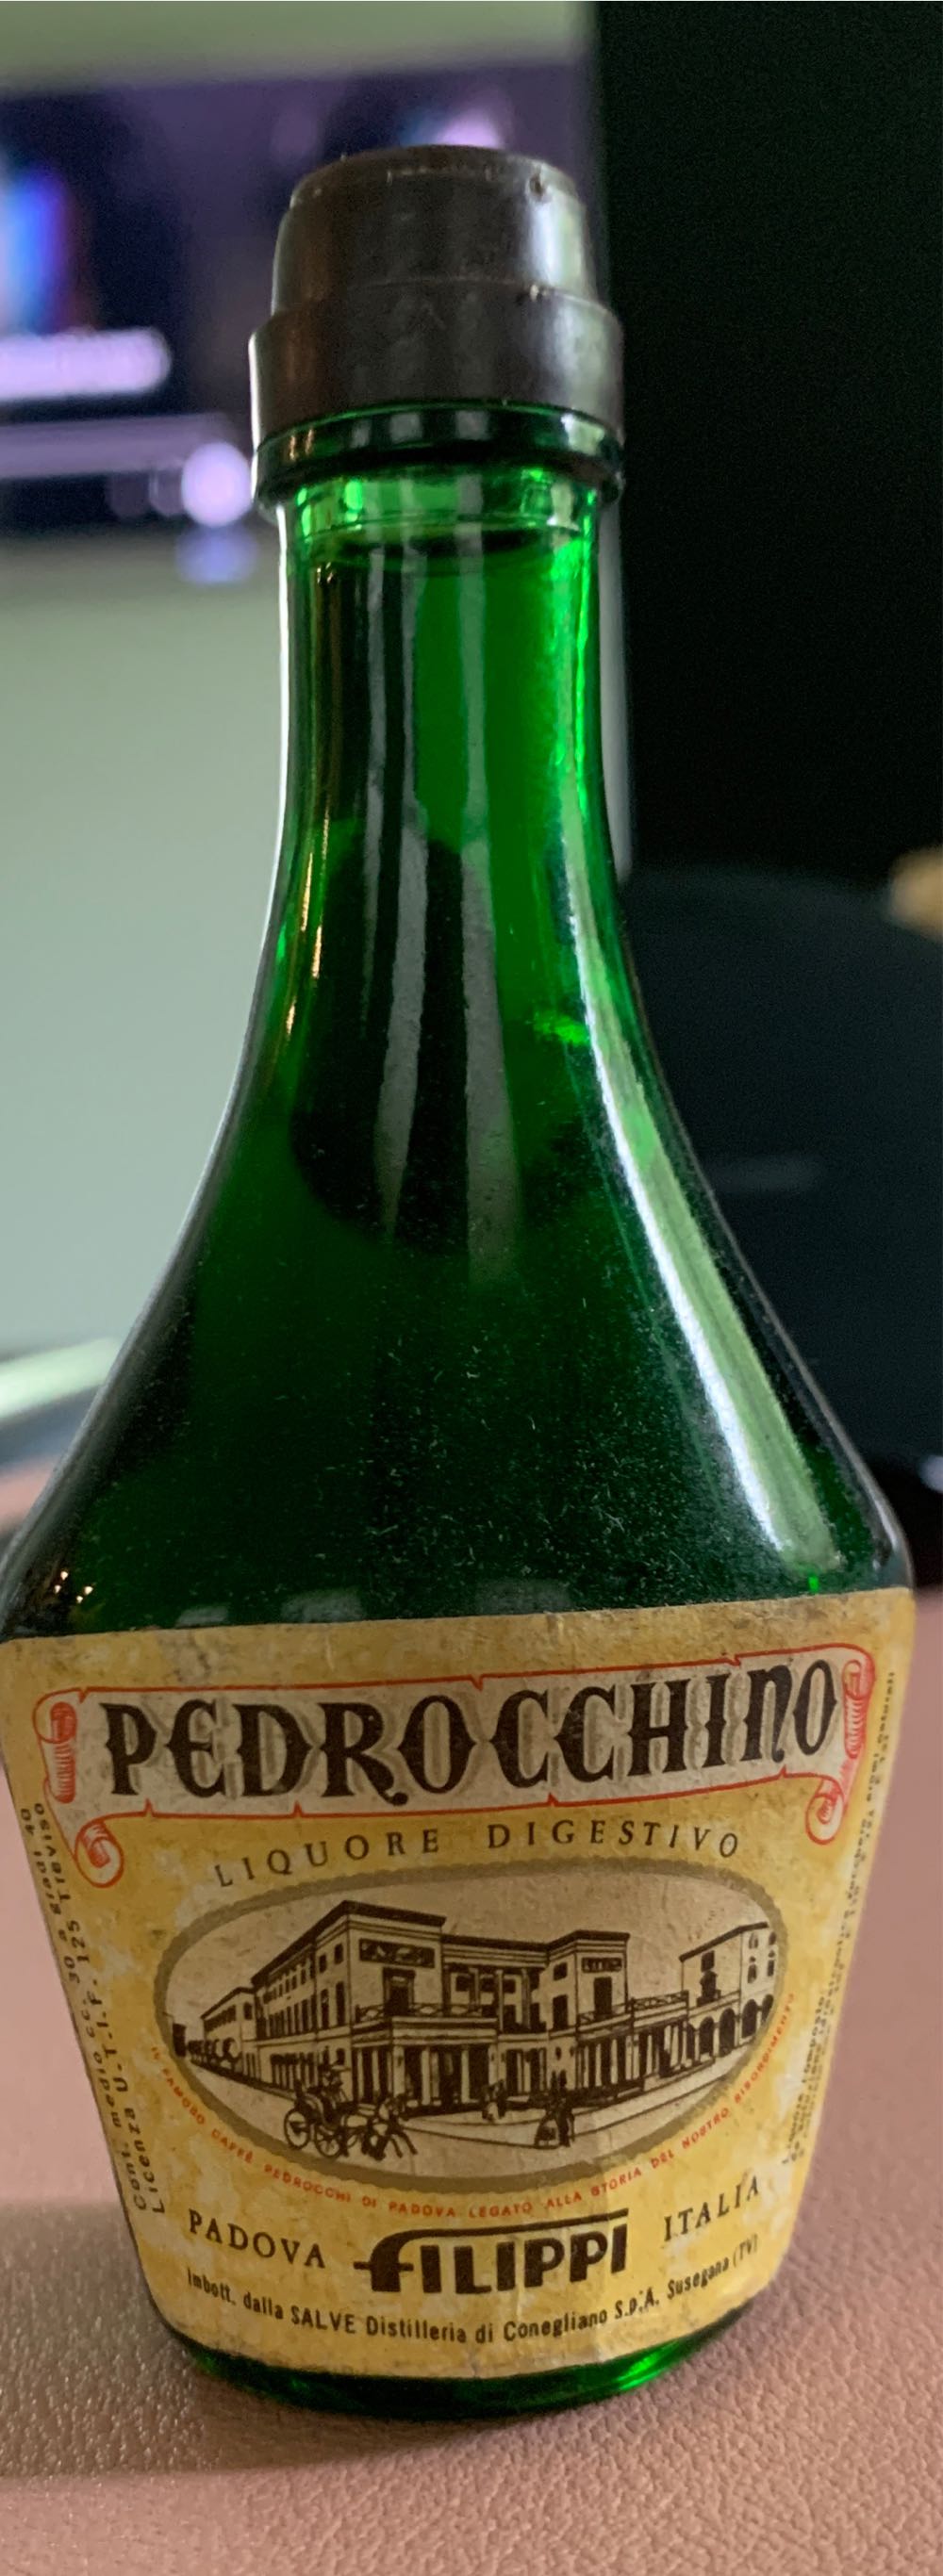 PEDROCCHINO
LIQUORE DIGESTIVO
IL FAMOSO CAFFÈ PEDROCCHI DI PADOVA LEGATO ALLA STORIA DEL NOSTRO RISORGIMENTO
PADOVA FILIPPI ITALIA
Imbott. dalla SALVE Distilleria di Conegliano S.p.A. Susegana (TV)
Cont. medio cc. 30 a gradi 40
Licenza U.T.I.F. 125 Treviso